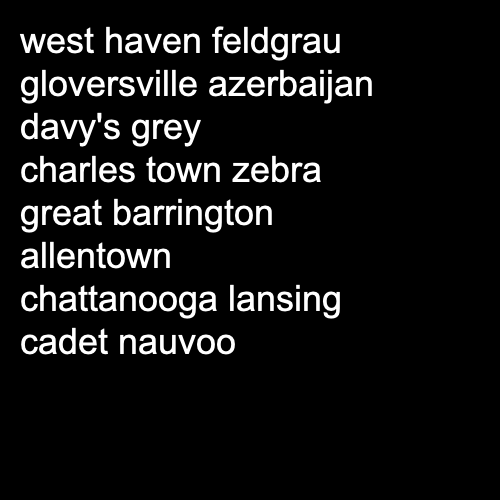 west haven feldgrau
gloversville azerbaijan
davy's grey
charles town zebra
great barrington
allentown
chattanooga lansing
cadet nauvoo